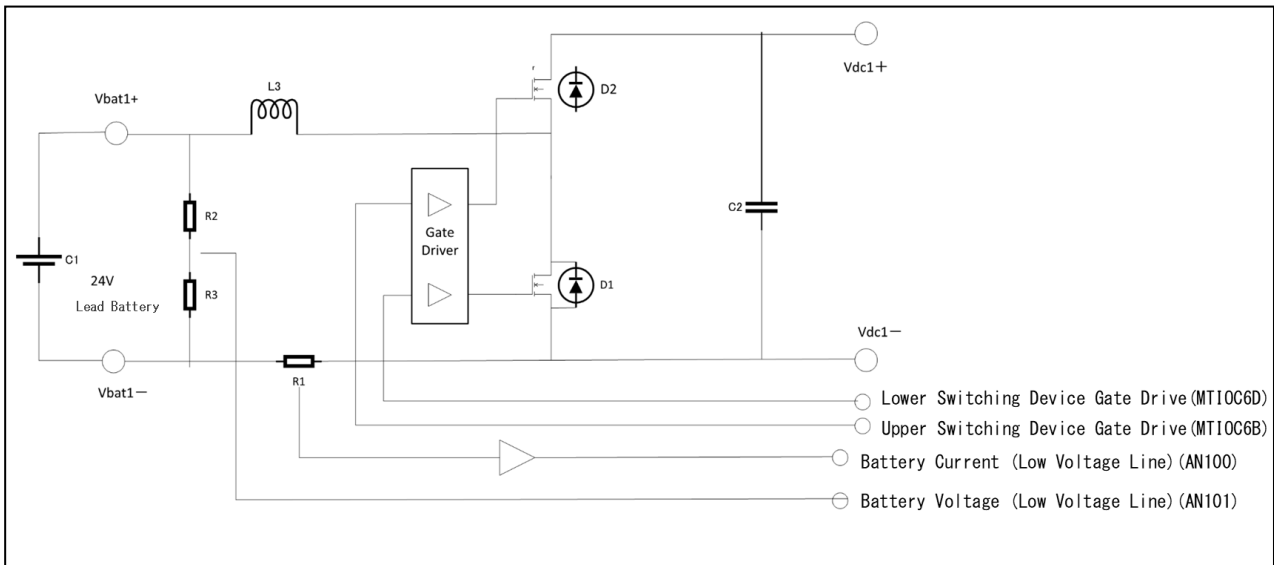 Vdc1+
r
D2
L3
Vbat1+
R2
C2
Gate
Driver
C1
24V
Lead Battery
R3
D1
Vdc1-
R1
Vbat1-
Lower Switching Device Gate Drive(MTIOC6D)
Upper Switching Device Gate Drive(MTIOC6B)
Battery Current (Low Voltage Line)(AN100)
Battery Voltage (Low Voltage Line)(AN101)